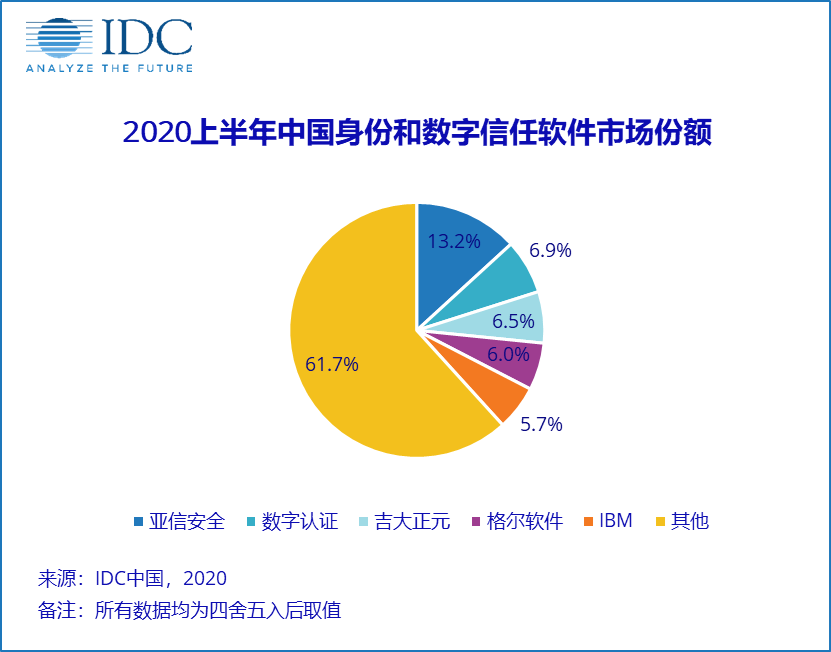 IDC
ANALYZE THE FUTURE
2020上半年中国身份和数字信任软件市场份额
13.2%
6.9%
6.5%
6.0%
5.7%
61.7%
亚信安全 数字认证 吉大正元 格尔软件 IBM 其他
来源：IDC中国，2020
备注：所有数据均为四舍五入后取值